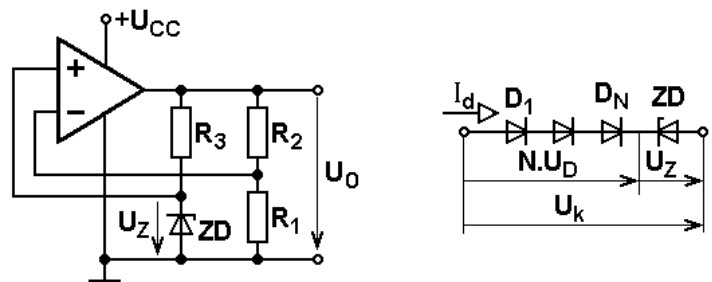 +U_CC
+
−
R_3
R_2
U_0
U_Z
ZD
R_1
I_d
D_1
D_N
ZD
N.U_D
U_Z
U_k